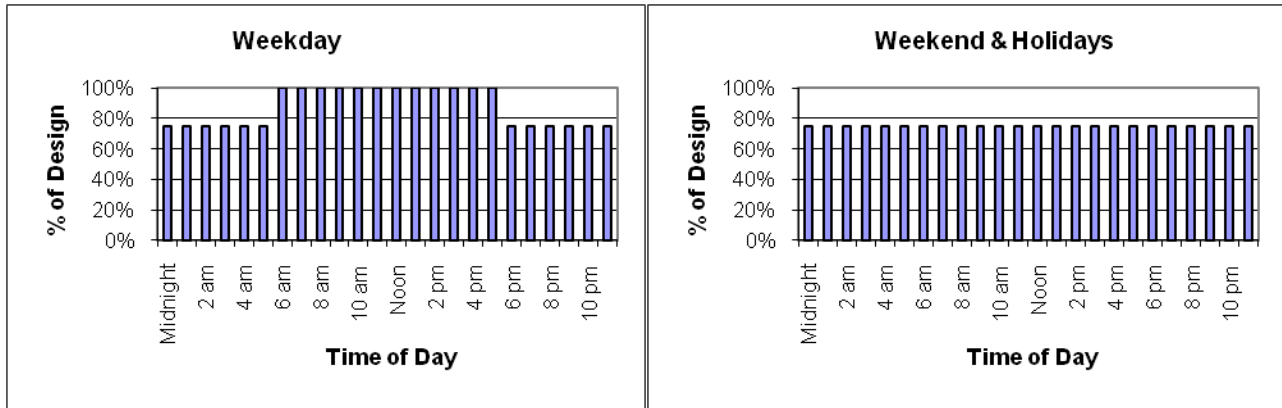 Weekday
% of Design
100%
80%
60%
40%
20%
0%
Midnight
2 am
4 am
6 am
8 am
10 am
Noon
2 pm
4 pm
6 pm
8 pm
10 pm
Time of Day
Weekend & Holidays
% of Design
100%
80%
60%
40%
20%
0%
Midnight
2 am
4 am
6 am
8 am
10 am
Noon
2 pm
4 pm
6 pm
8 pm
10 pm
Time of Day